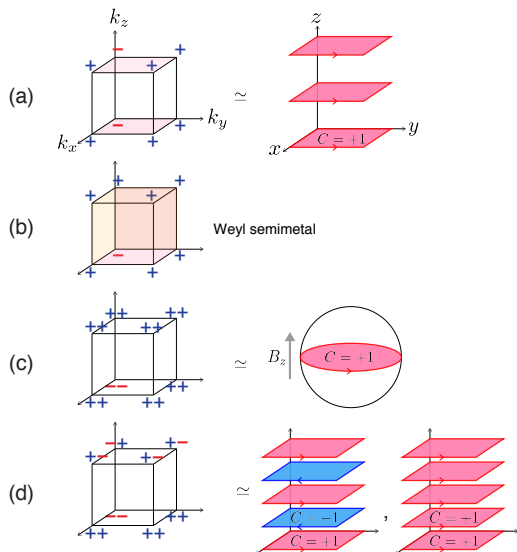 (a)
k_z
−
+ + +
−
+ + +
k_x
k_y
≃
z
x
y
C = +1
(b)
+ +
+ + +
−
+ + +
Weyl semimetal
(c)
++ ++
++ ++
−− ++
++ ++
≃
B_z
C = +1
(d)
−+ +−
++ +−
−− ++
++ ++
≃
C = −1
C = +1
,
C = +1
C = +1